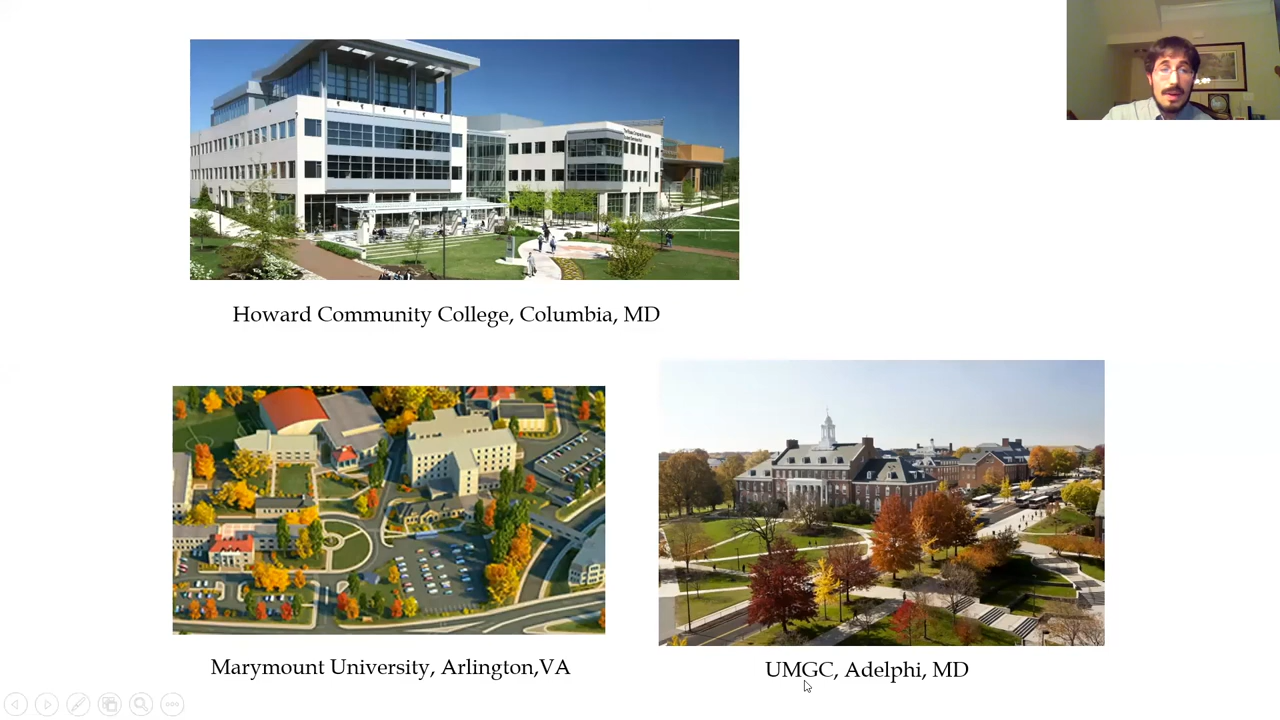 Howard Community College, Columbia, MD
Marymount University, Arlington,VA
UMGC, Adelphi, MD